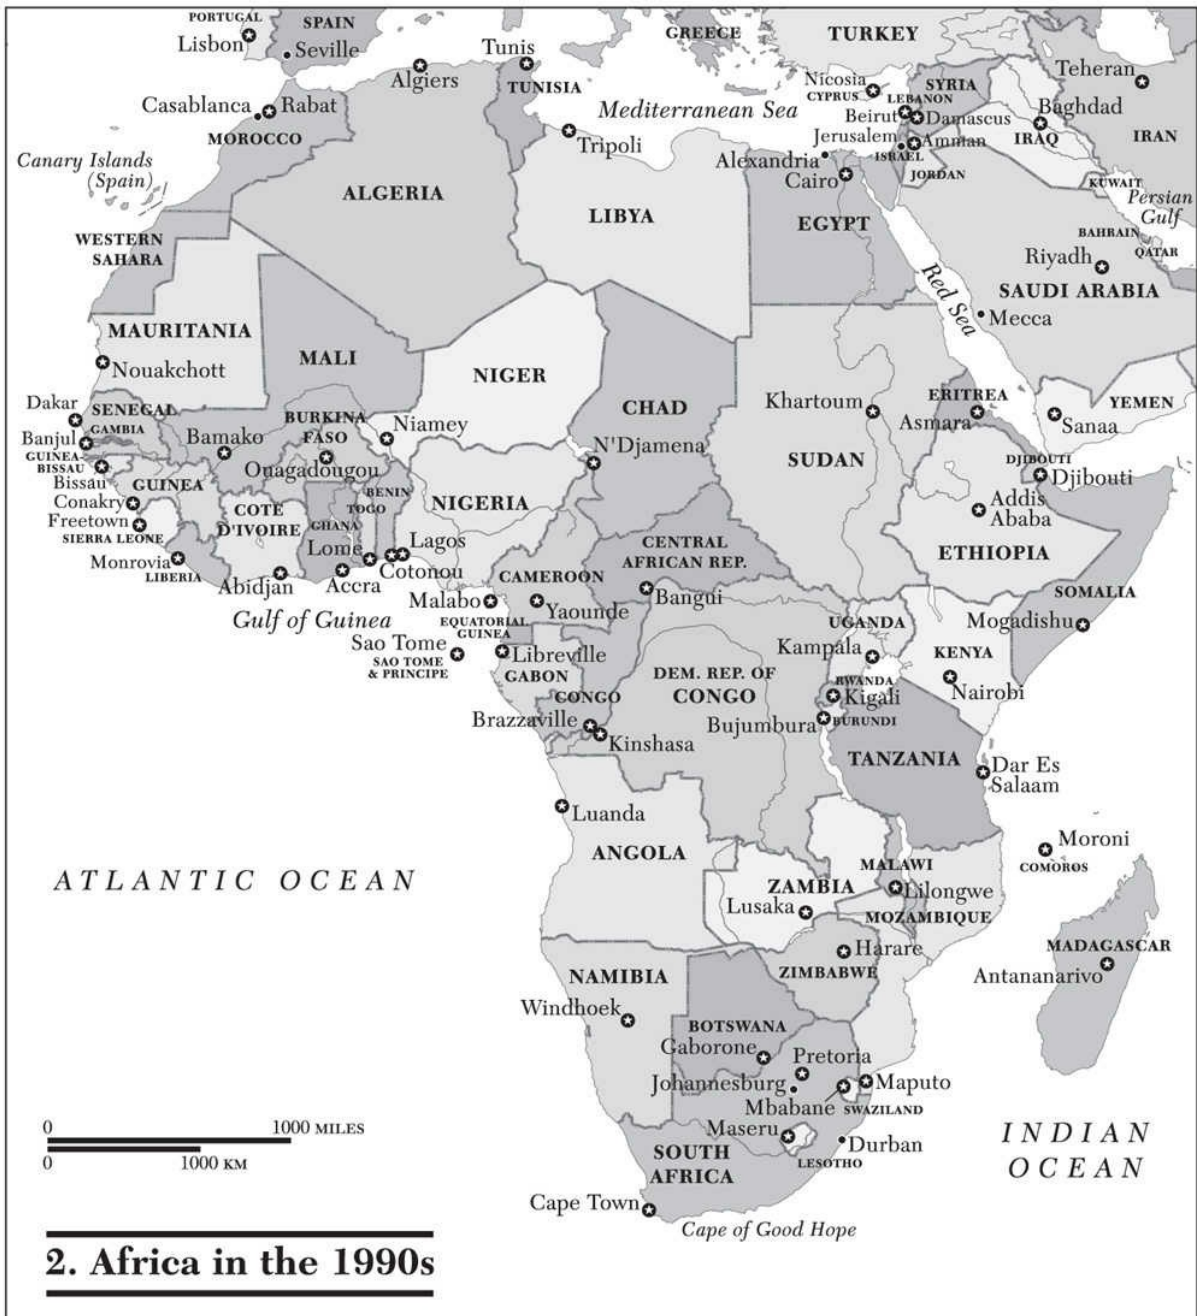 PORTUGAL
SPAIN
Lisbon
Seville
GREECE
TURKEY
Tunis
Algiers
TUNISIA
Nicosia
CYPRUS
SYRIA
Teheran
LEBANON
Casablanca
Rabat
Mediterranean Sea
Beirut
Damascus
Baghdad
MOROCCO
Tripoli
Jerusalem
Amman
IRAQ
IRAN
Canary Islands
(Spain)
Alexandria
ISRAEL
Cairo
JORDAN
KUWAIT
Persian
Gulf
ALGERIA
LIBYA
EGYPT
BAHRAIN
QATAR
WESTERN
SAHARA
Riyadh
SAUDI ARABIA
Red Sea
Mecca
MAURITANIA
Nouakchott
MALI
NIGER
CHAD
Khartoum
ERITREA
Asmara
YEMEN
Sanaa
Dakar
SENEGAL
GAMBIA
Banjul
GUINEA-
BISSAU
Bissau
Bamako
BURKINA
FASO
Ouagadougou
Niamey
N'Djamena
SUDAN
DJIBOUTI
Djibouti
GUINEA
Conakry
Freetown
SIERRA LEONE
COTE
D'IVOIRE
BENIN
TOGO
GHANA
NIGERIA
Addis
Ababa
ETHIOPIA
Monrovia
LIBERIA
Abidjan
Lome
Accra
Lagos
Cotonou
CENTRAL
AFRICAN REP.
CAMEROON
Bangui
SOMALIA
Gulf of Guinea
Malabo
Yaounde
EQUATORIAL
GUINEA
UGANDA
Mogadishu
Sao Tome
SAO TOME
& PRINCIPE
Libreville
GABON
Kampala
KENYA
Nairobi
DEM. REP. OF
CONGO
RWANDA
Kigali
CONGO
Brazzaville
Kinshasa
Bujumbura
BURUNDI
TANZANIA
Dar Es
Salaam
Luanda
ANGOLA
Moroni
COMOROS
ATLANTIC OCEAN
ZAMBIA
MALAWI
Lilongwe
Lusaka
MOZAMBIQUE
Harare
ZIMBABWE
MADAGASCAR
Antananarivo
NAMIBIA
Windhoek
BOTSWANA
Gaborone
Pretoria
Johannesburg
Maputo
Mbabane
SWAZILAND
Maseru
Durban
LESOTHO
SOUTH
AFRICA
INDIAN
OCEAN
0 1000 MILES
0 1000 KM
Cape Town
Cape of Good Hope
2. Africa in the 1990s